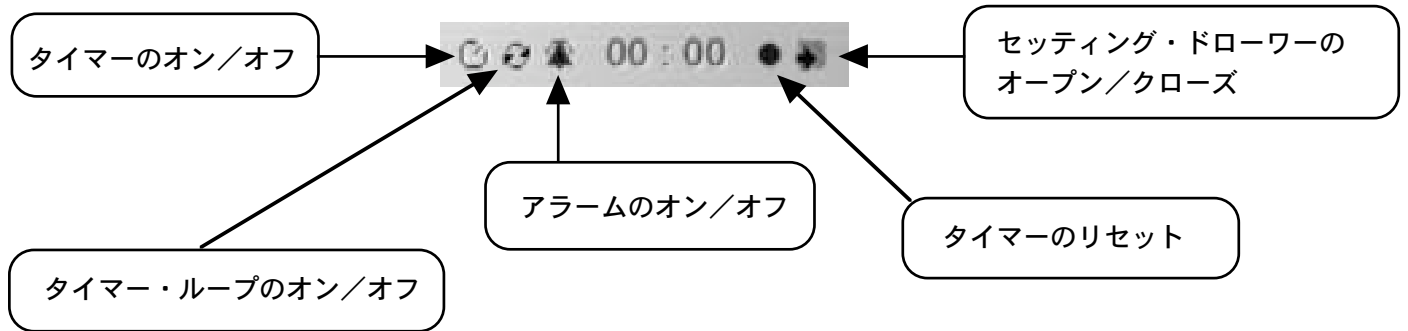 タイマーのオン／オフ
00 : 00
セッティング・ドローワーの
オープン／クローズ
アラームのオン／オフ
タイマーのリセット
タイマー・ループのオン／オフ